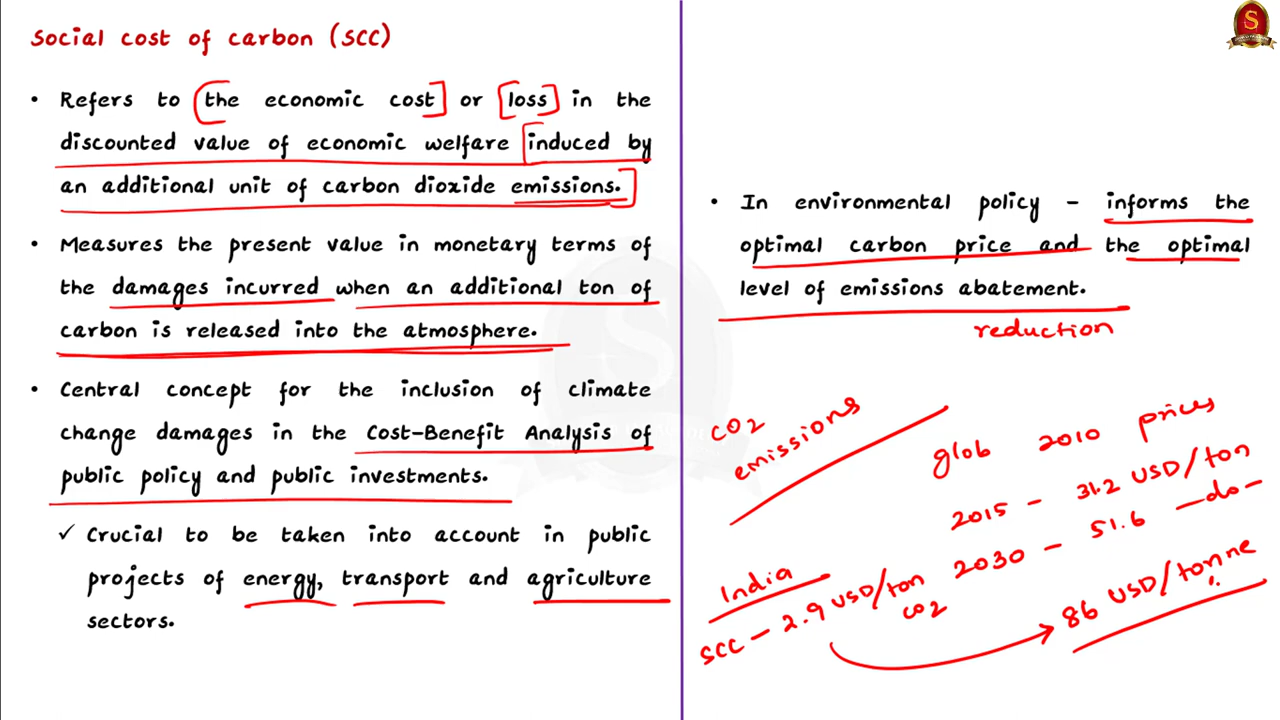 Social cost of carbon (SCC)
• Refers to the economic cost or loss in the
discounted value of economic welfare induced by
an additional unit of carbon dioxide emissions.
• Measures the present value in monetary terms of
the damages incurred when an additional ton of
carbon is released into the atmosphere.
• Central concept for the inclusion of climate
change damages in the Cost-Benefit Analysis of
public policy and public investments.
✓ Crucial to be taken into account in public
projects of energy, transport and agriculture
sectors.
• In environmental policy - informs the
optimal carbon price and the optimal
level of emissions abatement.
reduction
CO2
emissions
glob 2010 prices
2015 - 31.2 USD/ton
2030 - 51.6 -do-
India
SCC - 2.9 USD/ton
CO2
86 USD/tonne
S